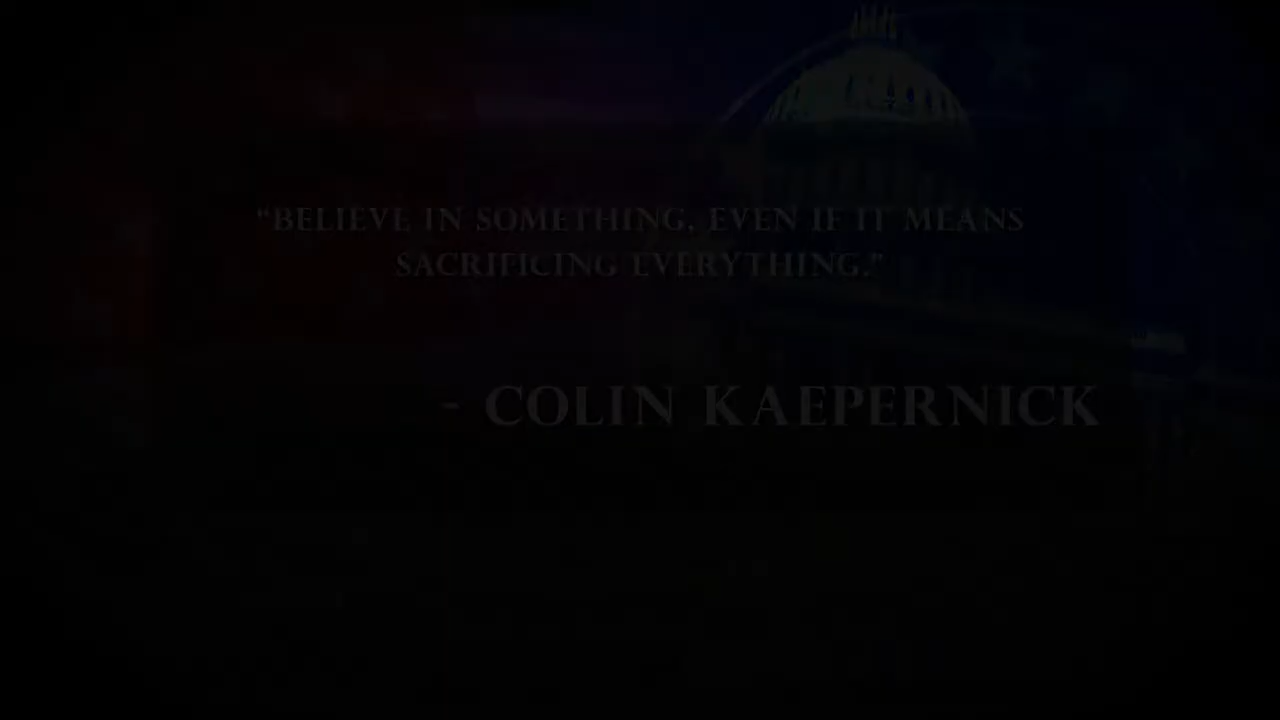 "BELIEVE IN SOMETHING, EVEN IF IT MEANS
SACRIFICING EVERYTHING."
- COLIN KAEPERNICK